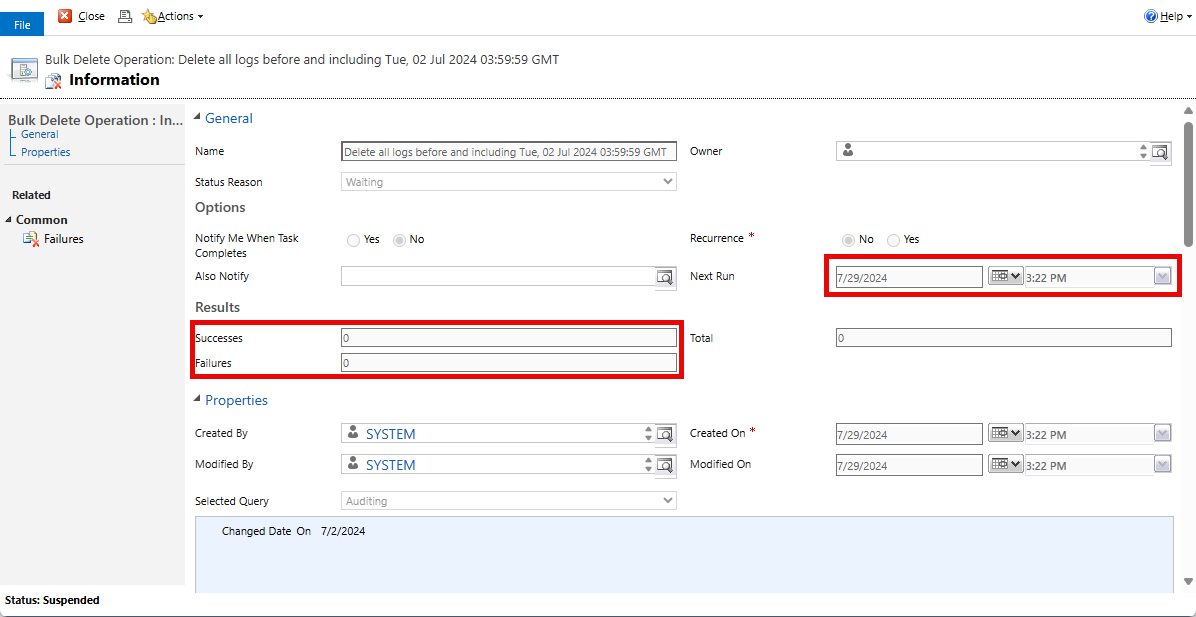 File Close Actions Help
Bulk Delete Operation: Delete all logs before and including Tue, 02 Jul 2024 03:59:59 GMT
Information
Bulk Delete Operation : In...
General
Properties
Related
Common
Failures
General
Name Delete all logs before and including Tue, 02 Jul 2024 03:59:59 GMT Owner
Status Reason Waiting
Options
Notify Me When Task Completes Yes No Recurrence * No Yes
Also Notify Next Run 7/29/2024 3:22 PM
Results
Successes 0 Total 0
Failures 0
Properties
Created By SYSTEM Created On * 7/29/2024 3:22 PM
Modified By SYSTEM Modified On 7/29/2024 3:22 PM
Selected Query Auditing
Changed Date On 7/2/2024
Status: Suspended